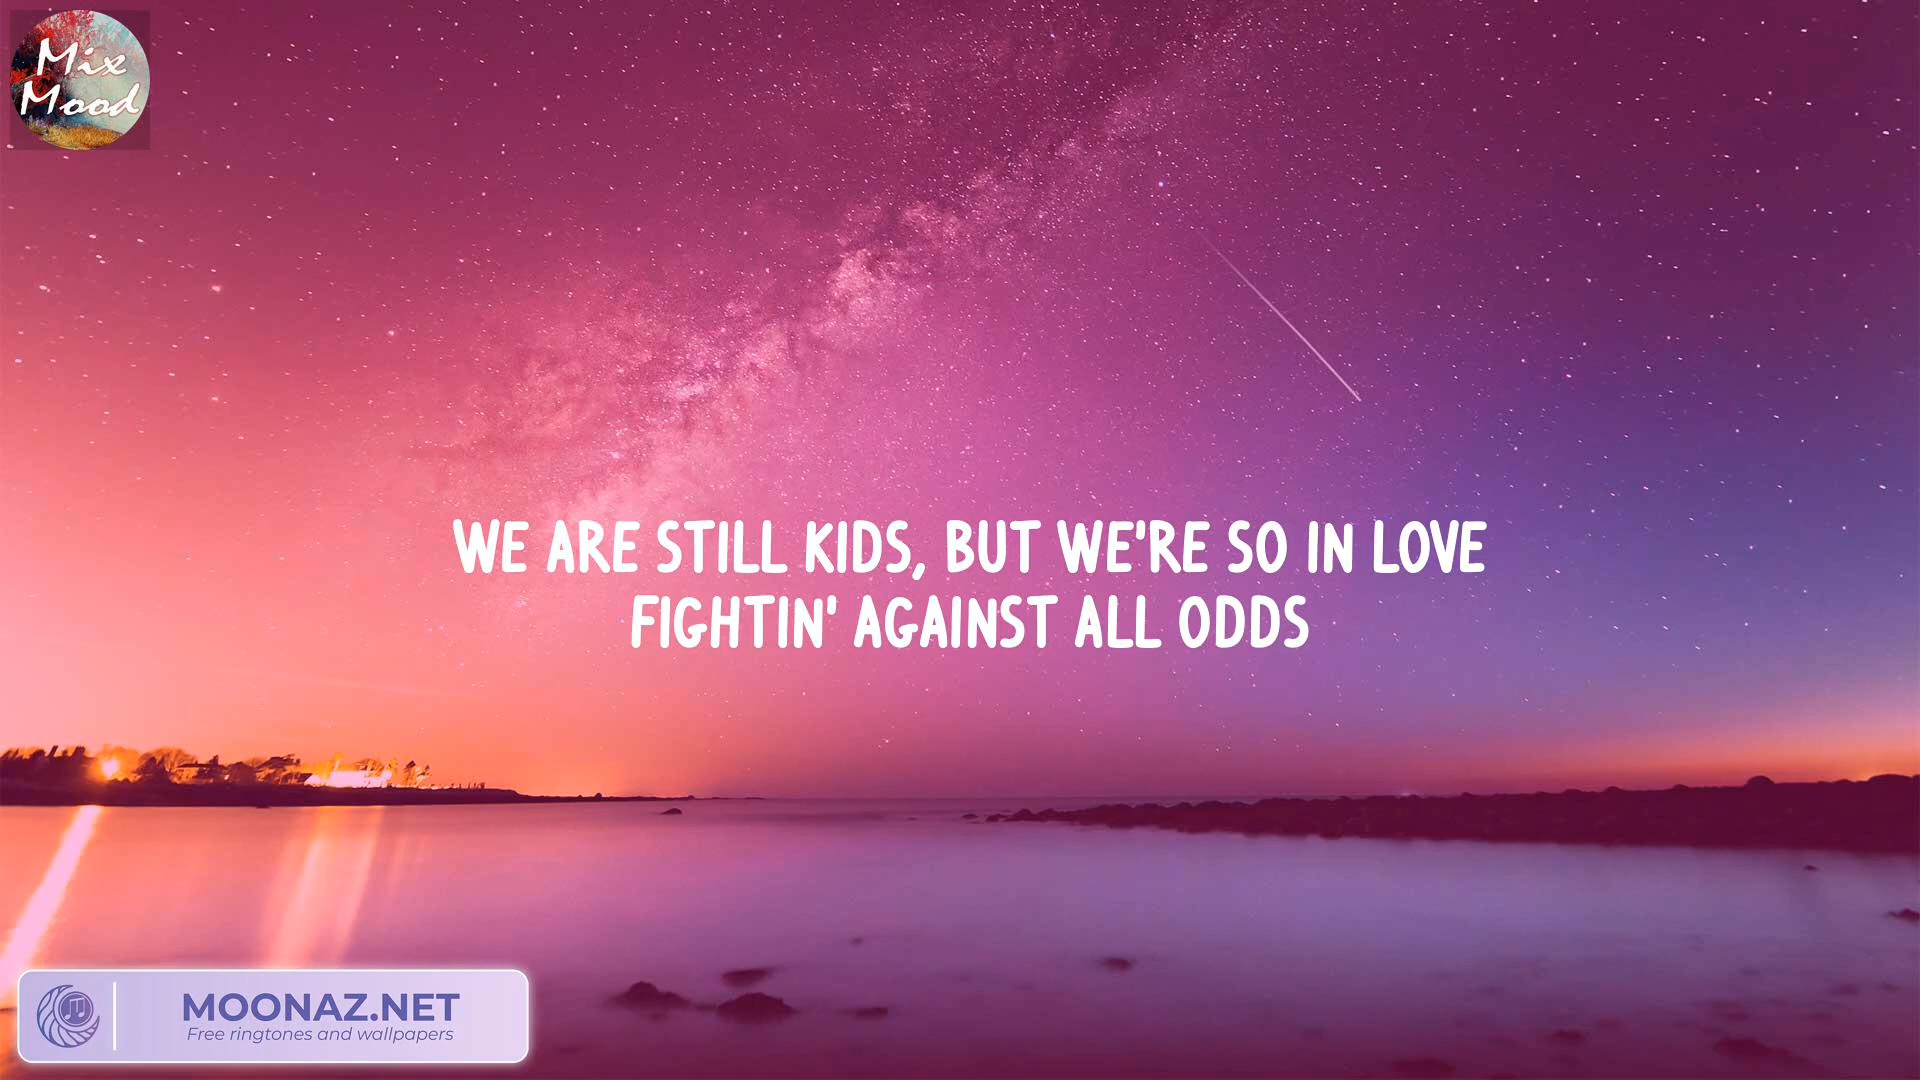 Mix
Mood
WE ARE STILL KIDS, BUT WE'RE SO IN LOVE
FIGHTIN' AGAINST ALL ODDS
MOONAZ.NET
Free ringtones and wallpapers